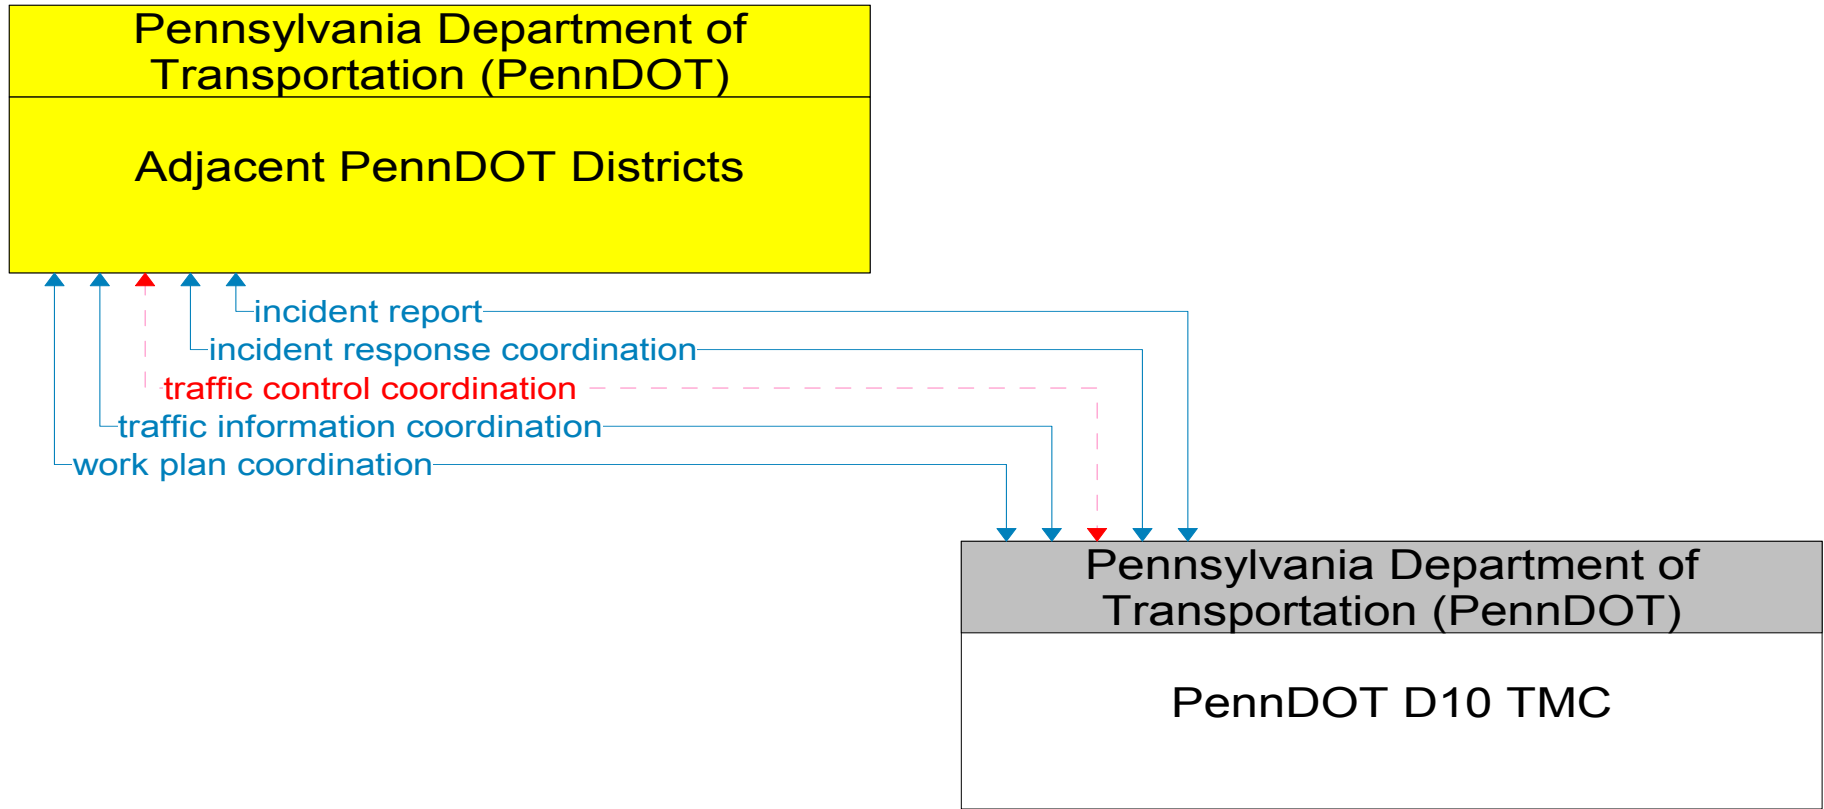 Pennsylvania Department of
Transportation (PennDOT)
Adjacent PennDOT Districts
incident report
incident response coordination
traffic control coordination
traffic information coordination
work plan coordination
Pennsylvania Department of
Transportation (PennDOT)
PennDOT D10 TMC